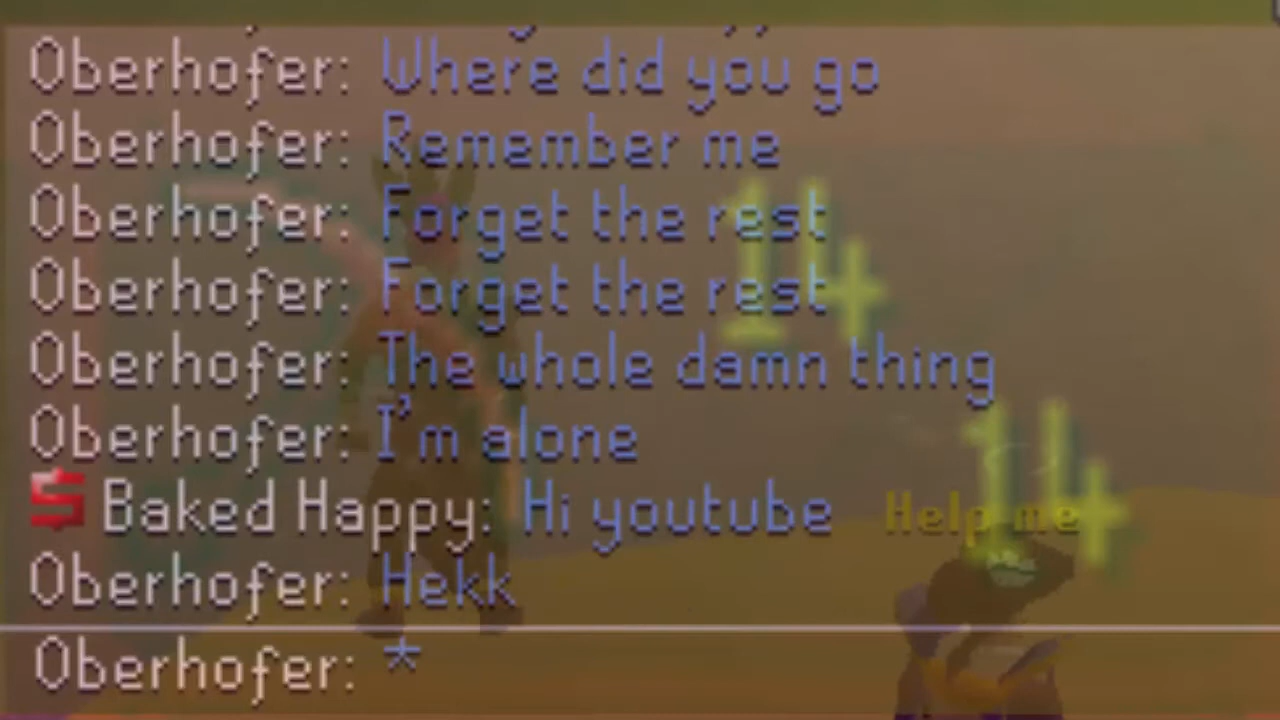 Oberhofer: Where did you go
Oberhofer: Remember me
Oberhofer: Forget the rest
Oberhofer: Forget the rest
Oberhofer: The whole damn thing
Oberhofer: I'm alone
Baked Happy: Hi youtube
Help me
Oberhofer: Hekk
Oberhofer: *